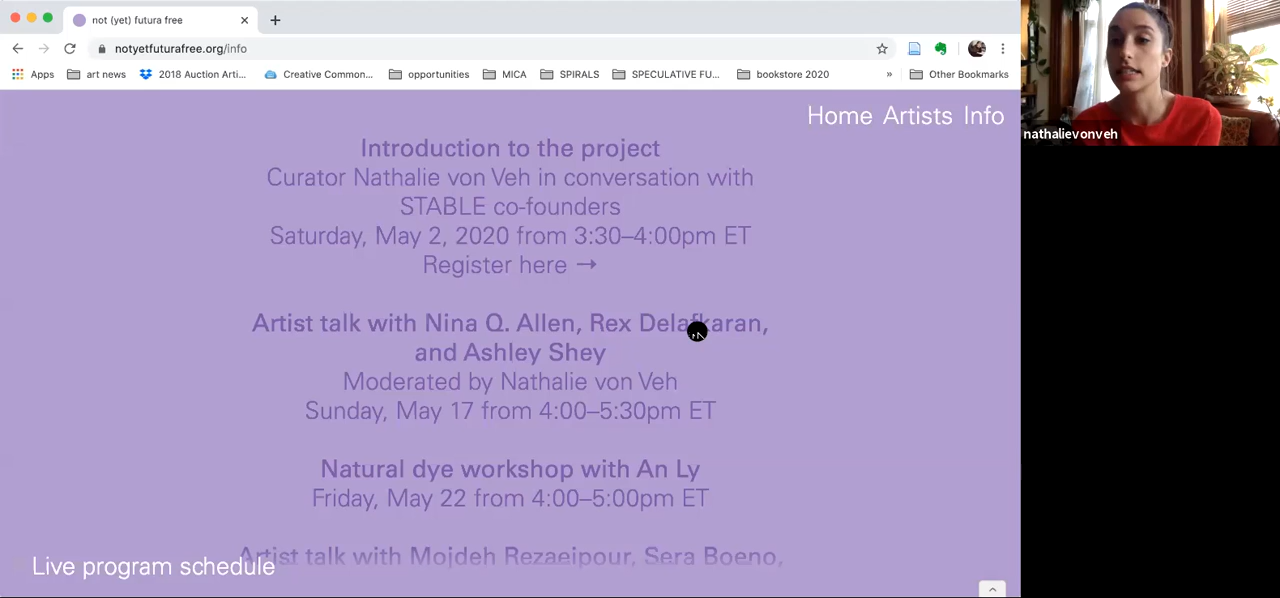 not (yet) futura free
notyetfuturafree.org/info
Apps art news 2018 Auction Arti... Creative Common... opportunities MICA SPIRALS SPECULATIVE FU... bookstore 2020 » Other Bookmarks
Home Artists Info
nathalievonveh
Introduction to the project
Curator Nathalie von Veh in conversation with
STABLE co-founders
Saturday, May 2, 2020 from 3:30–4:00pm ET
Register here →
Artist talk with Nina Q. Allen, Rex Delafkaran,
and Ashley Shey
Moderated by Nathalie von Veh
Sunday, May 17 from 4:00–5:30pm ET
Natural dye workshop with An Ly
Friday, May 22 from 4:00–5:00pm ET
Artist talk with Mojdeh Rezaeipour, Sera Boeno,
Live program schedule